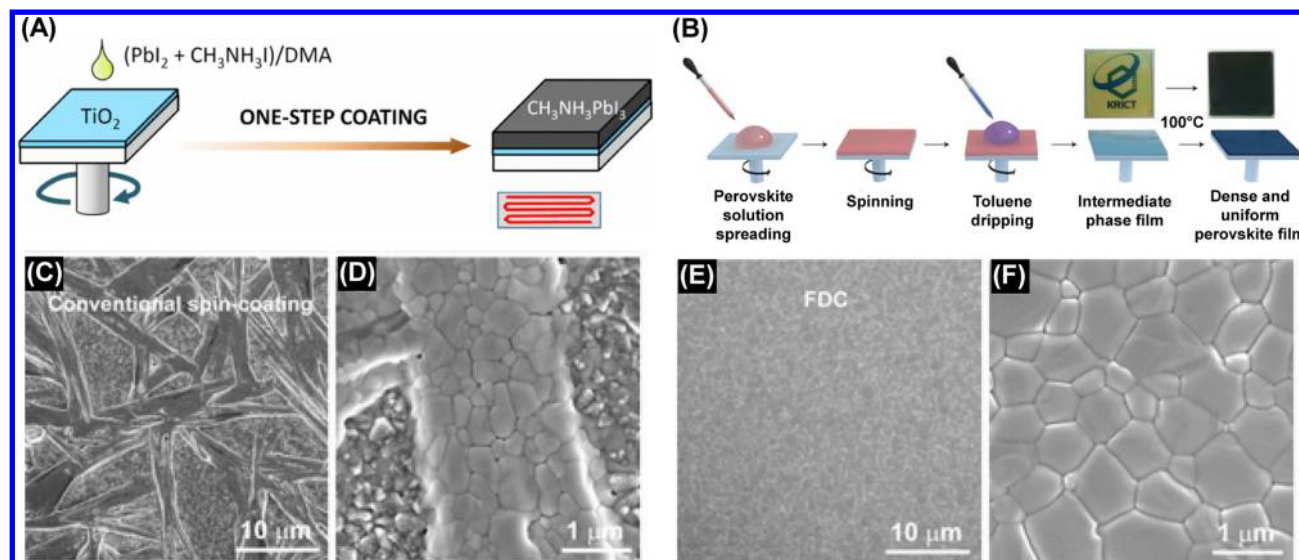 (A)
(PbI₂ + CH₃NH₃I)/DMA
TiO₂
ONE-STEP COATING
CH₃NH₃PbI₃
(B)
KRICT
100°C
Perovskite
solution
spreading
Spinning
Toluene
dripping
Intermediate
phase film
Dense and
uniform
perovskite film
(C)
Conventional spin-coating
10 μm
(D)
1 μm
(E)
FDC
10 μm
(F)
1 μm